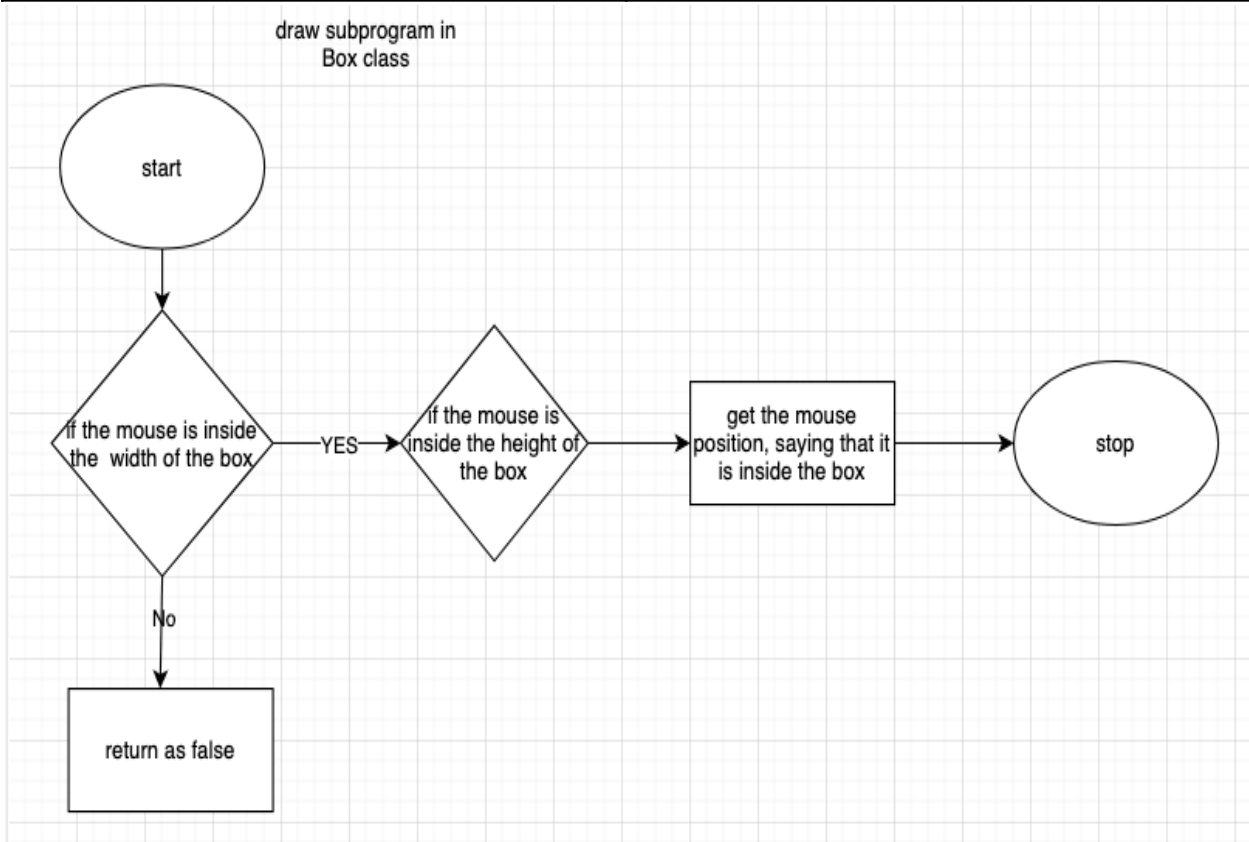 draw subprogram in
Box class
start
if the mouse is inside
the width of the box
YES
if the mouse is
inside the height of
the box
get the mouse
position, saying that it
is inside the box
stop
No
return as false